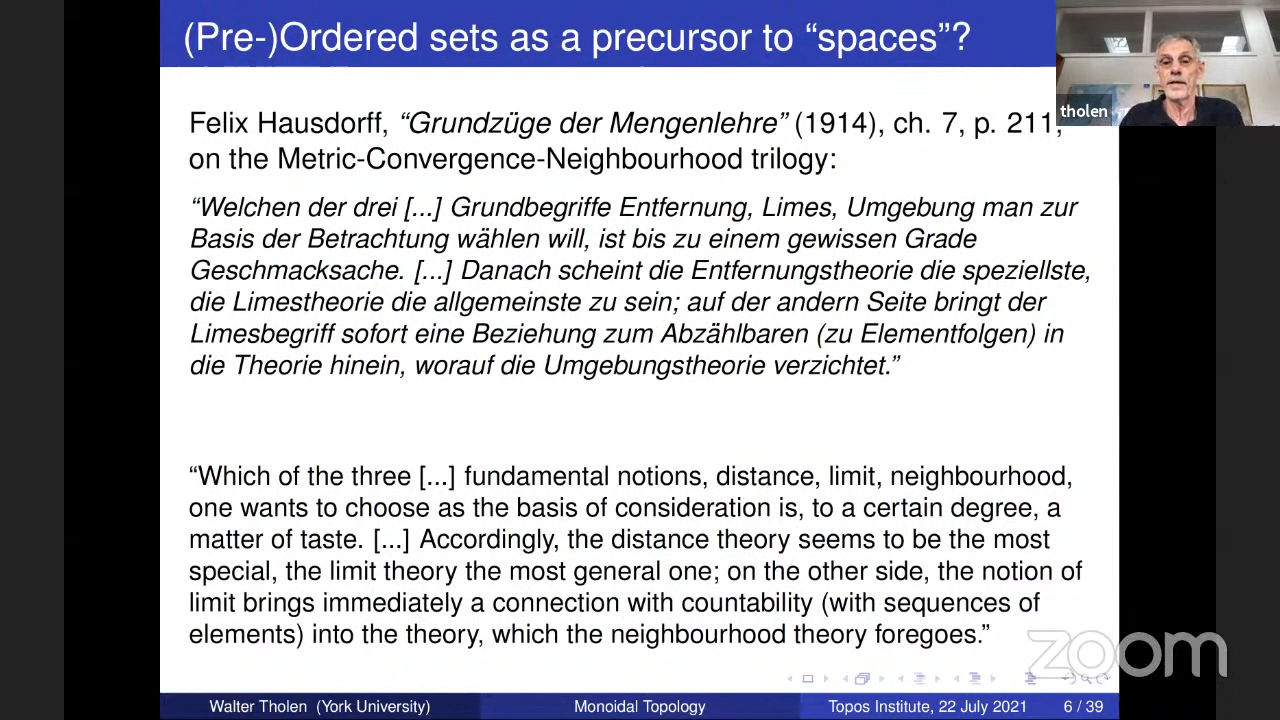 (Pre-)Ordered sets as a precursor to “spaces”?
tholen
Felix Hausdorff, “Grundzüge der Mengenlehre” (1914), ch. 7, p. 211,
on the Metric-Convergence-Neighbourhood trilogy:
“Welchen der drei [...] Grundbegriffe Entfernung, Limes, Umgebung man zur
Basis der Betrachtung wählen will, ist bis zu einem gewissen Grade
Geschmacksache. [...] Danach scheint die Entfernungstheorie die speziellste,
die Limestheorie die allgemeinste zu sein; auf der andern Seite bringt der
Limesbegriff sofort eine Beziehung zum Abzählbaren (zu Elementfolgen) in
die Theorie hinein, worauf die Umgebungstheorie verzichtet.”
“Which of the three [...] fundamental notions, distance, limit, neighbourhood,
one wants to choose as the basis of consideration is, to a certain degree, a
matter of taste. [...] Accordingly, the distance theory seems to be the most
special, the limit theory the most general one; on the other side, the notion of
limit brings immediately a connection with countability (with sequences of
elements) into the theory, which the neighbourhood theory foregoes.”
zoom
Walter Tholen (York University) Monoidal Topology Topos Institute, 22 July 2021 6 / 39